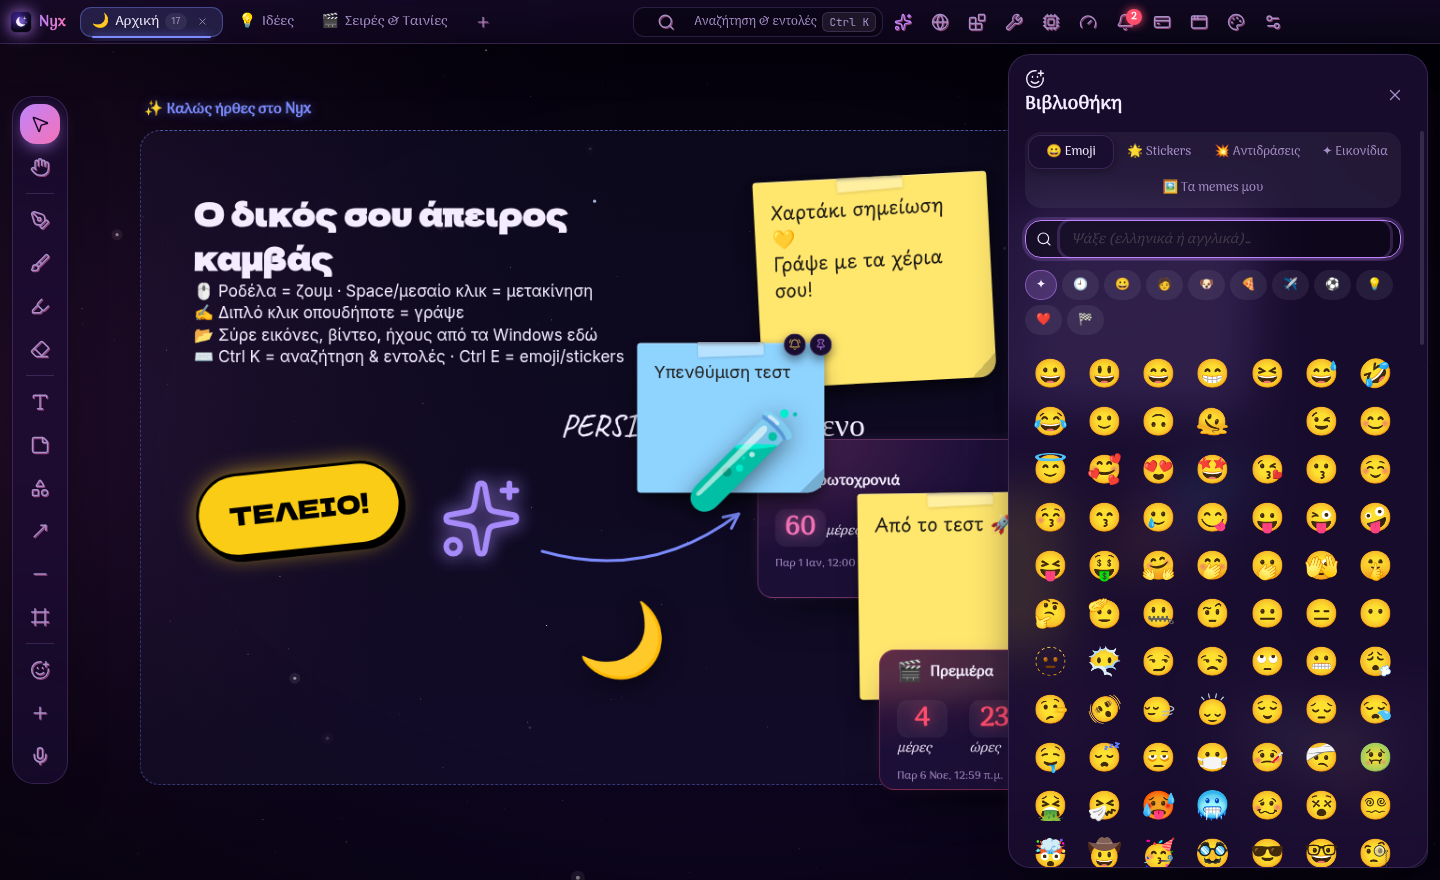 Nyx
Αρχική 17
Ιδέες
Σειρές & Ταινίες
Αναζήτηση & εντολές Ctrl K
2
Καλώς ήρθες στο Nyx
Ο δικός σου άπειρος
καμβάς
Ροδέλα = ζουμ · Space/μεσαίο κλικ = μετακίνηση
Διπλό κλικ οπουδήποτε = γράψε
Σύρε εικόνες, βίντεο, ήχους από τα Windows εδώ
Ctrl K = αναζήτηση & εντολές · Ctrl E = emoji/stickers
Χαρτάκι σημείωση
Γράψε με τα χέρια
σου!
Υπενθύμιση τεστ
ΤΕΛΕΙΟ!
60
Παρ 1 Ιαν, 12:00
Από το τεστ
Πρεμιέρα
4 23
μέρες ώρες
Παρ 6 Νοε, 12:59 π.μ.
Βιβλιοθήκη
Emoji
Stickers
Αντιδράσεις
Εικονίδια
Τα memes μου
Ψάξε (ελληνικά ή αγγλικά)…